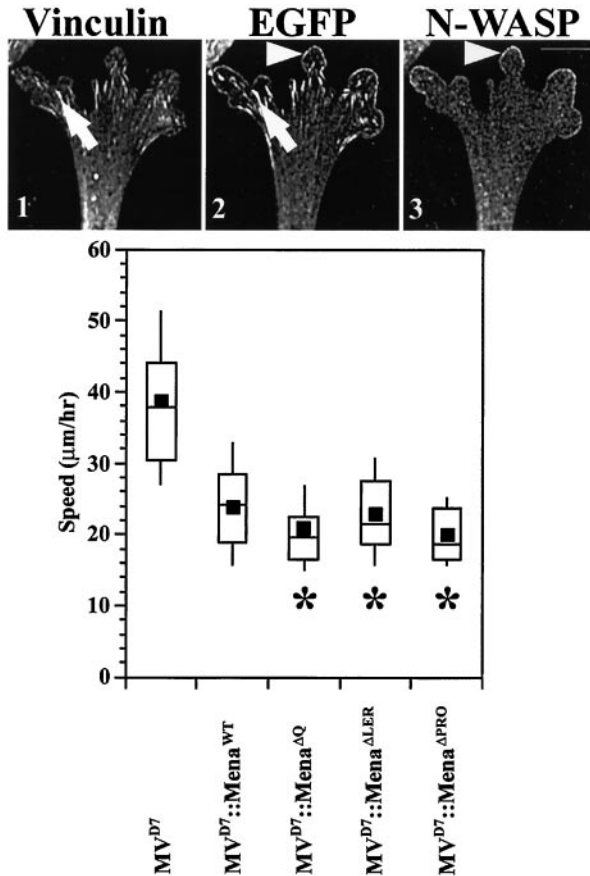 Vinculin EGFP N-WASP
1 2 3
60
50
40
30
20
10
0
Speed (μm/hr)
* * *
MV^D7
MV^D7::Mena^WT
MV^D7::Mena^ΔQ
MV^D7::Mena^ΔLER
MV^D7::Mena^ΔPRO